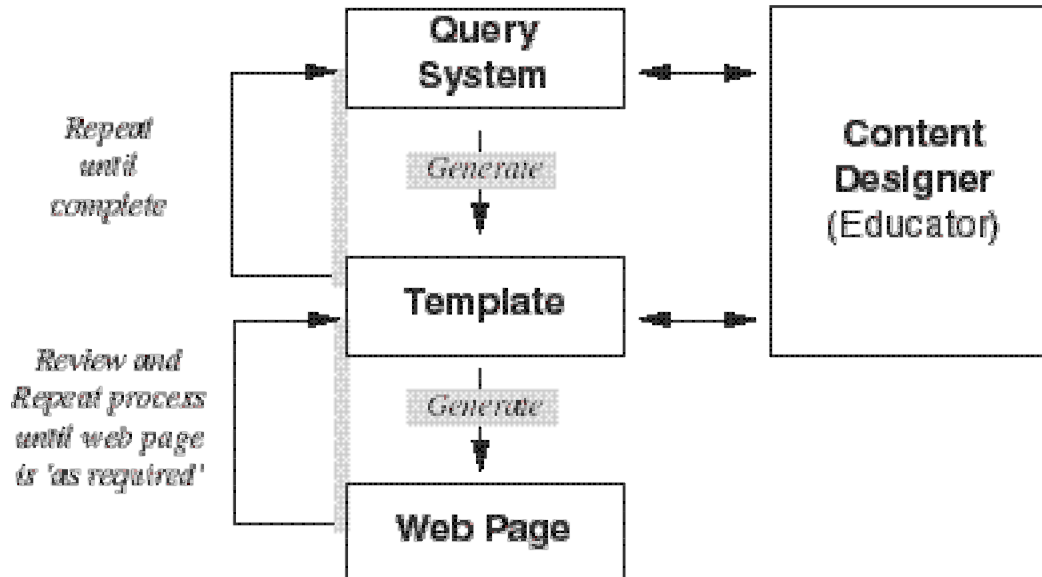 Query
System
Repeat
until
complete
Generate
Content
Designer
(Educator)
Template
Review and
Repeat process
until web page
is 'as required'
Generate
Web Page